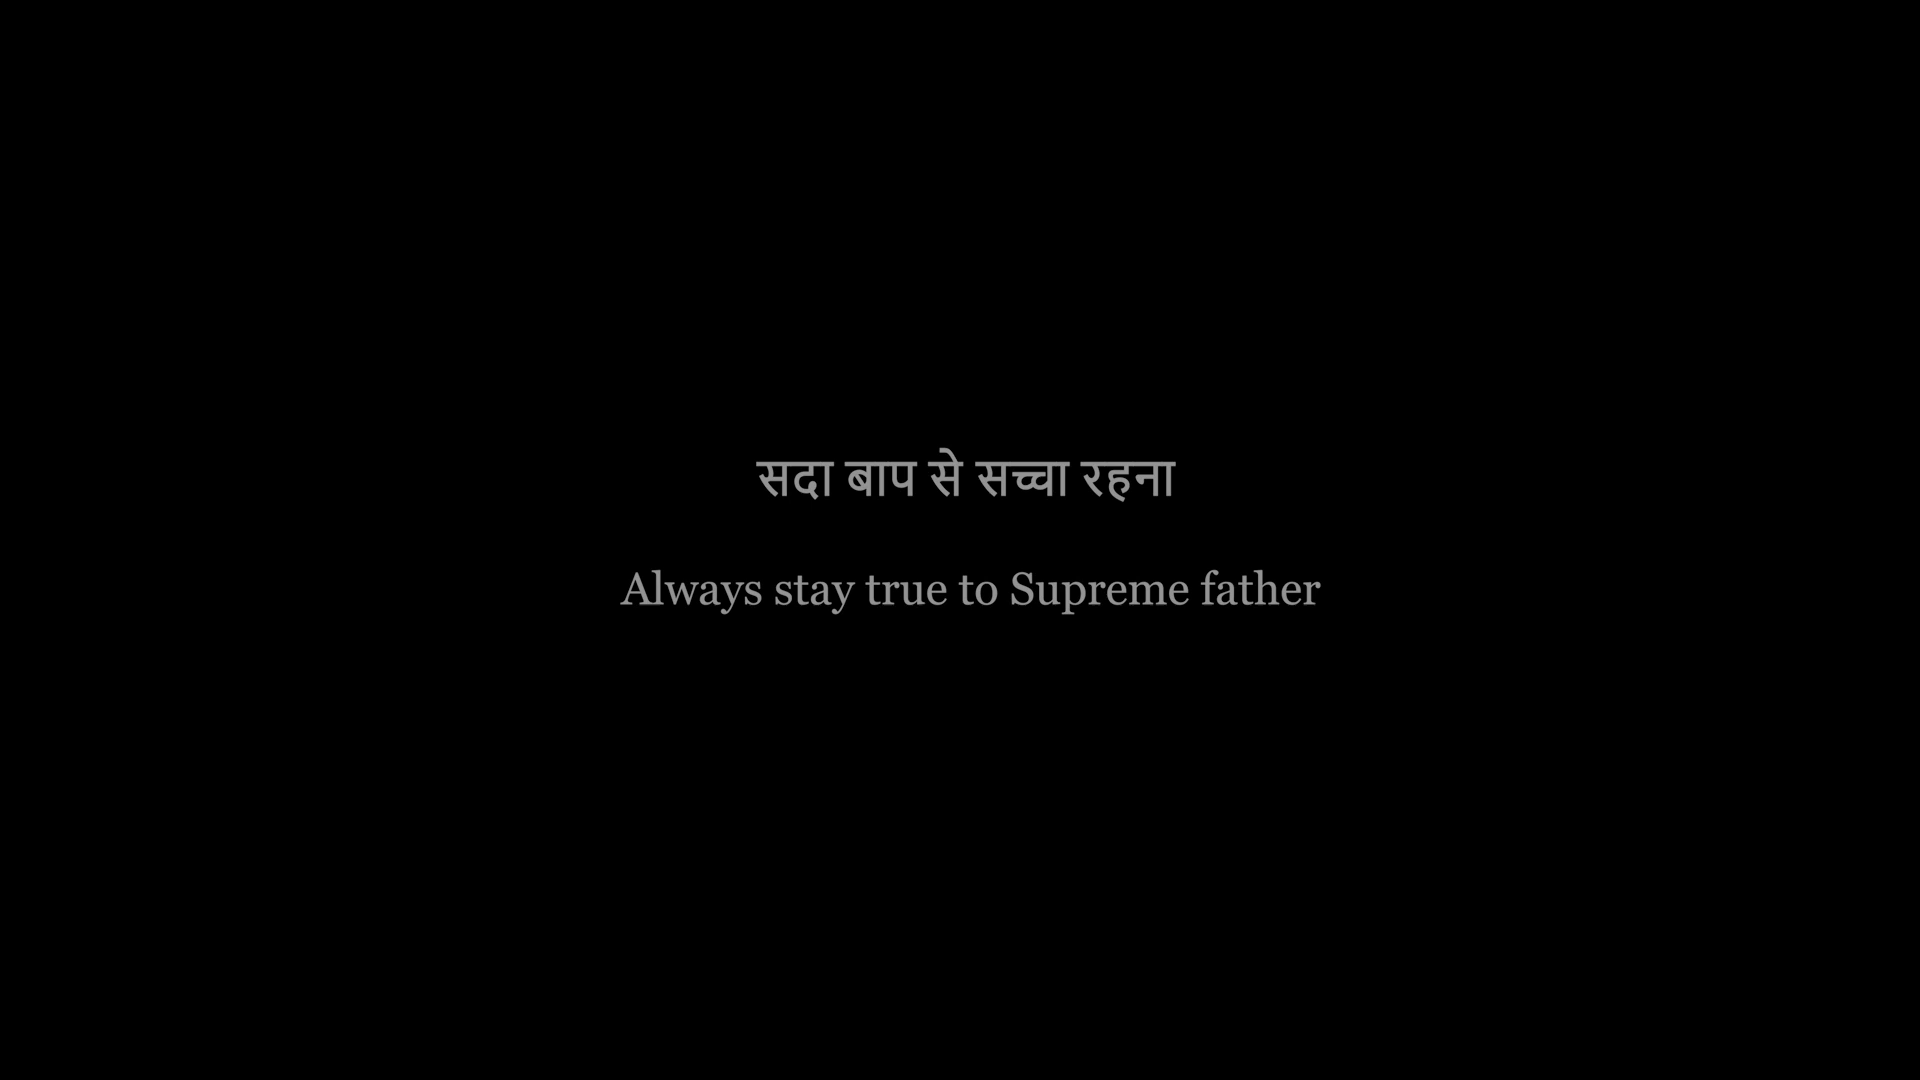 सदा बाप से सच्चा रहना
Always stay true to Supreme father